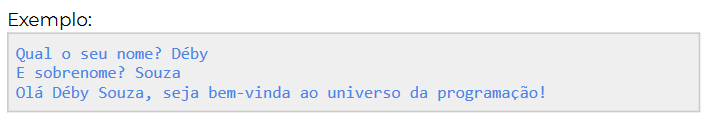 Exemplo:
Qual o seu nome? Déby
E sobrenome? Souza
Olá Déby Souza, seja bem-vinda ao universo da programação!